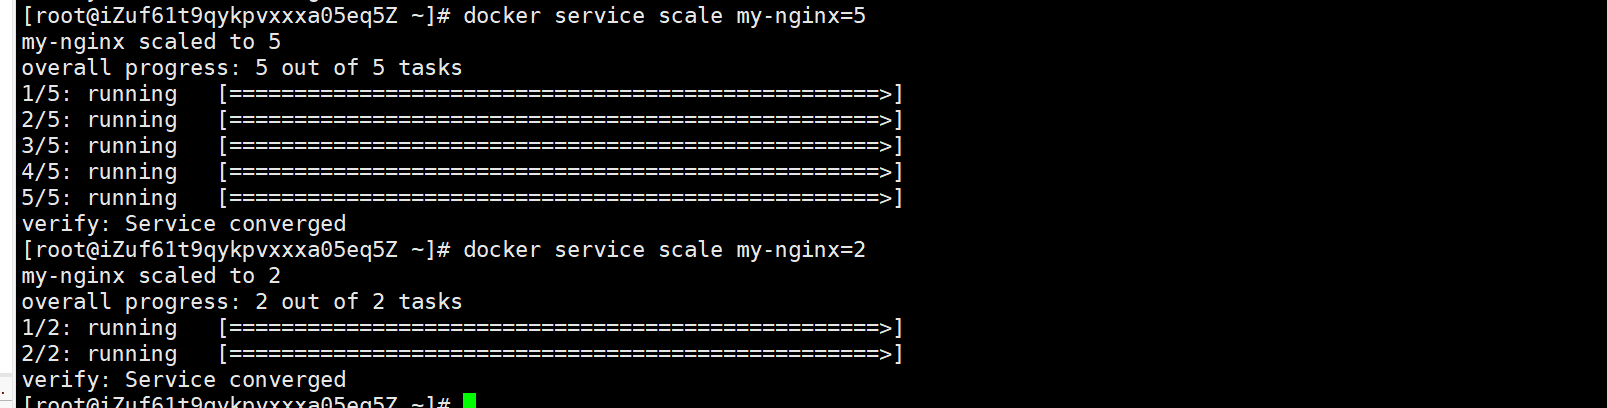 [root@iZuf61t9qykpvxxxa05eq5Z ~]# docker service scale my-nginx=5
my-nginx scaled to 5
overall progress: 5 out of 5 tasks
1/5: running   [==================================================>]
2/5: running   [==================================================>]
3/5: running   [==================================================>]
4/5: running   [==================================================>]
5/5: running   [==================================================>]
verify: Service converged
[root@iZuf61t9qykpvxxxa05eq5Z ~]# docker service scale my-nginx=2
my-nginx scaled to 2
overall progress: 2 out of 2 tasks
1/2: running   [==================================================>]
2/2: running   [==================================================>]
verify: Service converged
[root@iZuf61t9qykpvxxxa05eq5Z ~]#